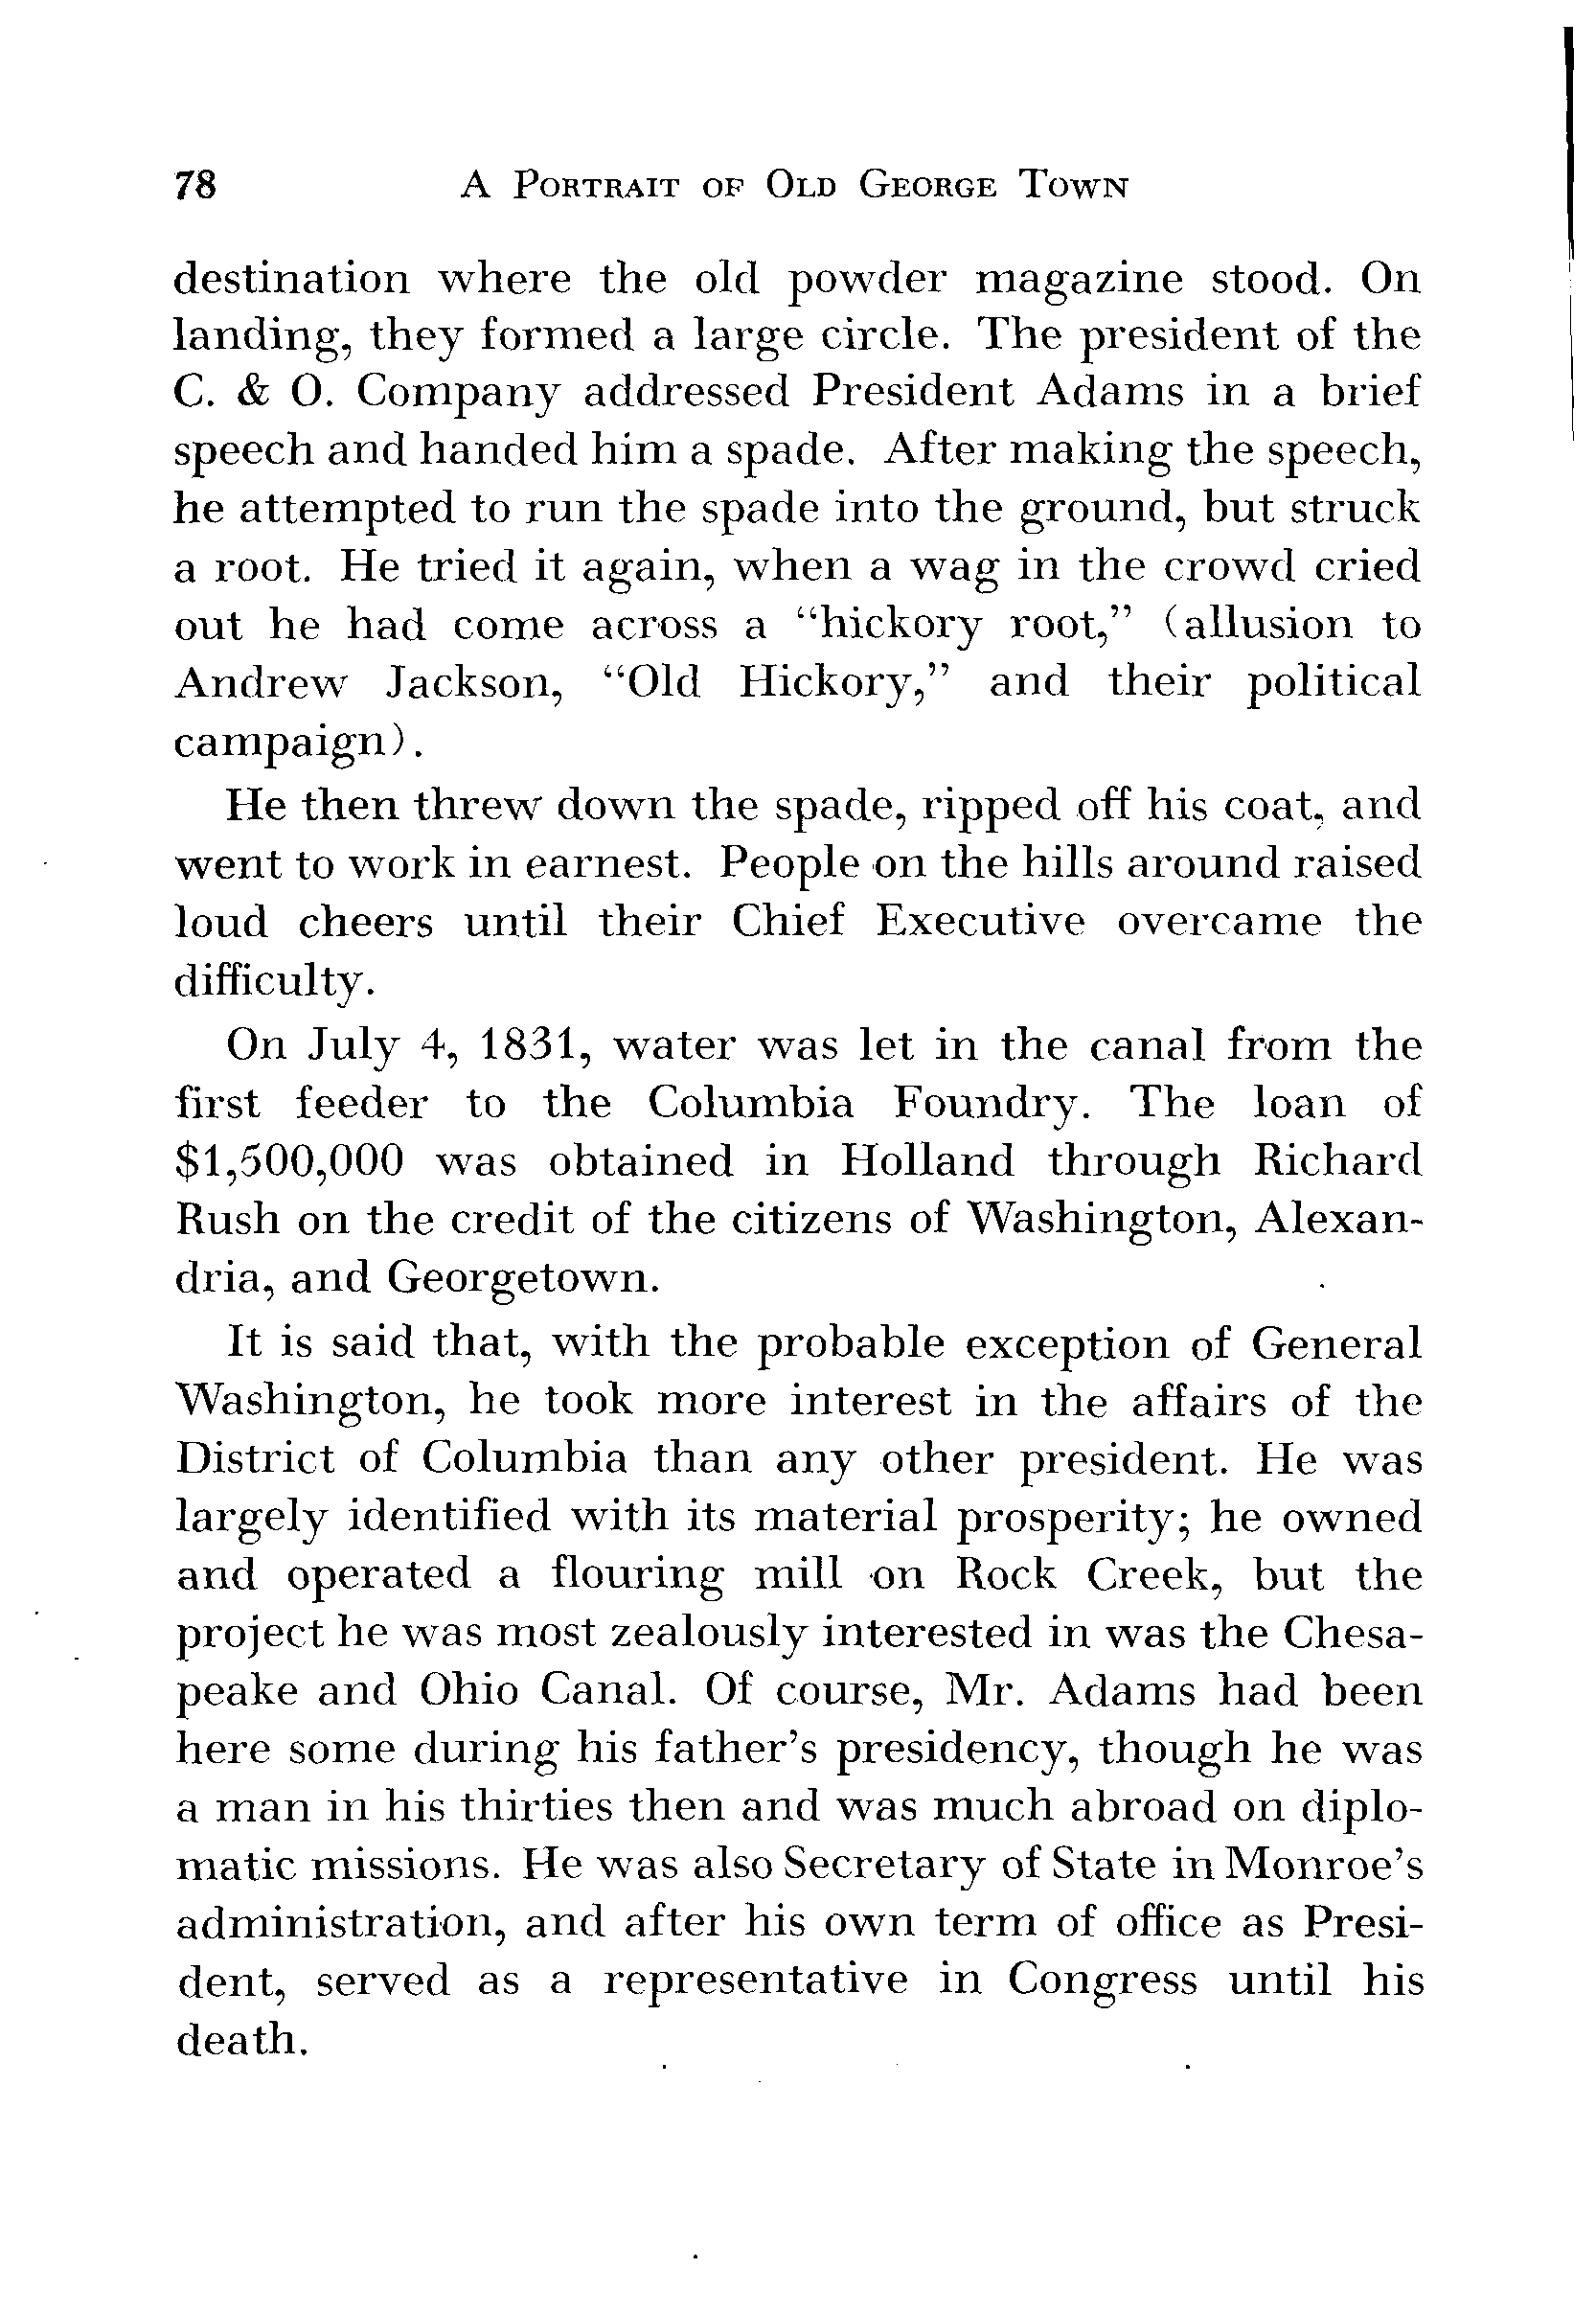 78 A Portrait of Old George Town
destination where the old powder magazine stood. On
landing, they formed a large circle. The president of the
C. & O. Company addressed President Adams in a brief
speech and handed him a spade. After making the speech,
he attempted to run the spade into the ground, but struck
a root. He tried it again, when a wag in the crowd cried
out he had come across a “hickory root,” (allusion to
Andrew Jackson, “Old Hickory,” and their political
campaign).
He then threw down the spade, ripped off his coat, and
went to work in earnest. People on the hills around raised
loud cheers until their Chief Executive overcame the
difficulty.
On July 4, 1831, water was let in the canal from the
first feeder to the Columbia Foundry. The loan of
$1,500,000 was obtained in Holland through Richard
Rush on the credit of the citizens of Washington, Alexan-
dria, and Georgetown.
It is said that, with the probable exception of General
Washington, he took more interest in the affairs of the
District of Columbia than any other president. He was
largely identified with its material prosperity; he owned
and operated a flouring mill on Rock Creek, but the
project he was most zealously interested in was the Chesa-
peake and Ohio Canal. Of course, Mr. Adams had been
here some during his father’s presidency, though he was
a man in his thirties then and was much abroad on diplo-
matic missions. He was also Secretary of State in Monroe’s
administration, and after his own term of office as Presi-
dent, served as a representative in Congress until his
death.